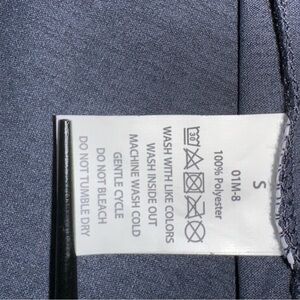 S
01M-8
100% Polyester
30
WASH WITH LIKE COLORS
WASH INSIDE OUT
MACHINE WASH COLD
GENTLE CYCLE
DO NOT BLEACH
DO NOT TUMBLE DRY